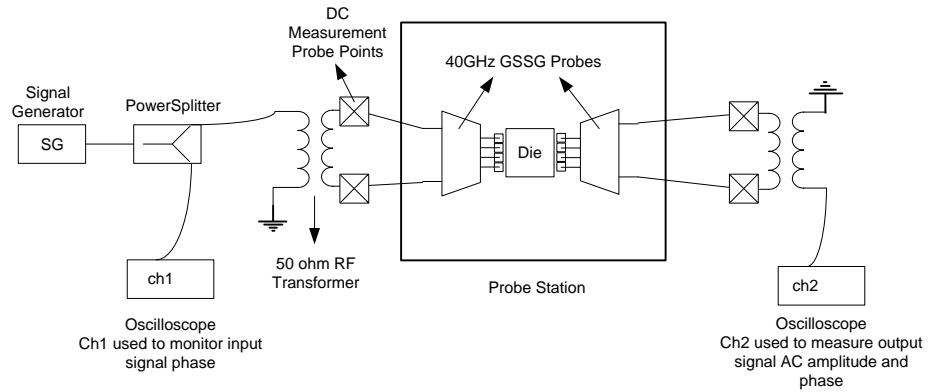 DC
Measurement
Probe Points
40GHz GSSG Probes
Signal
Generator
PowerSplitter
SG
Die
50 ohm RF
Transformer
Probe Station
ch1
ch2
Oscilloscope
Ch1 used to monitor input
signal phase
Oscilloscope
Ch2 used to measure output
signal AC amplitude and
phase